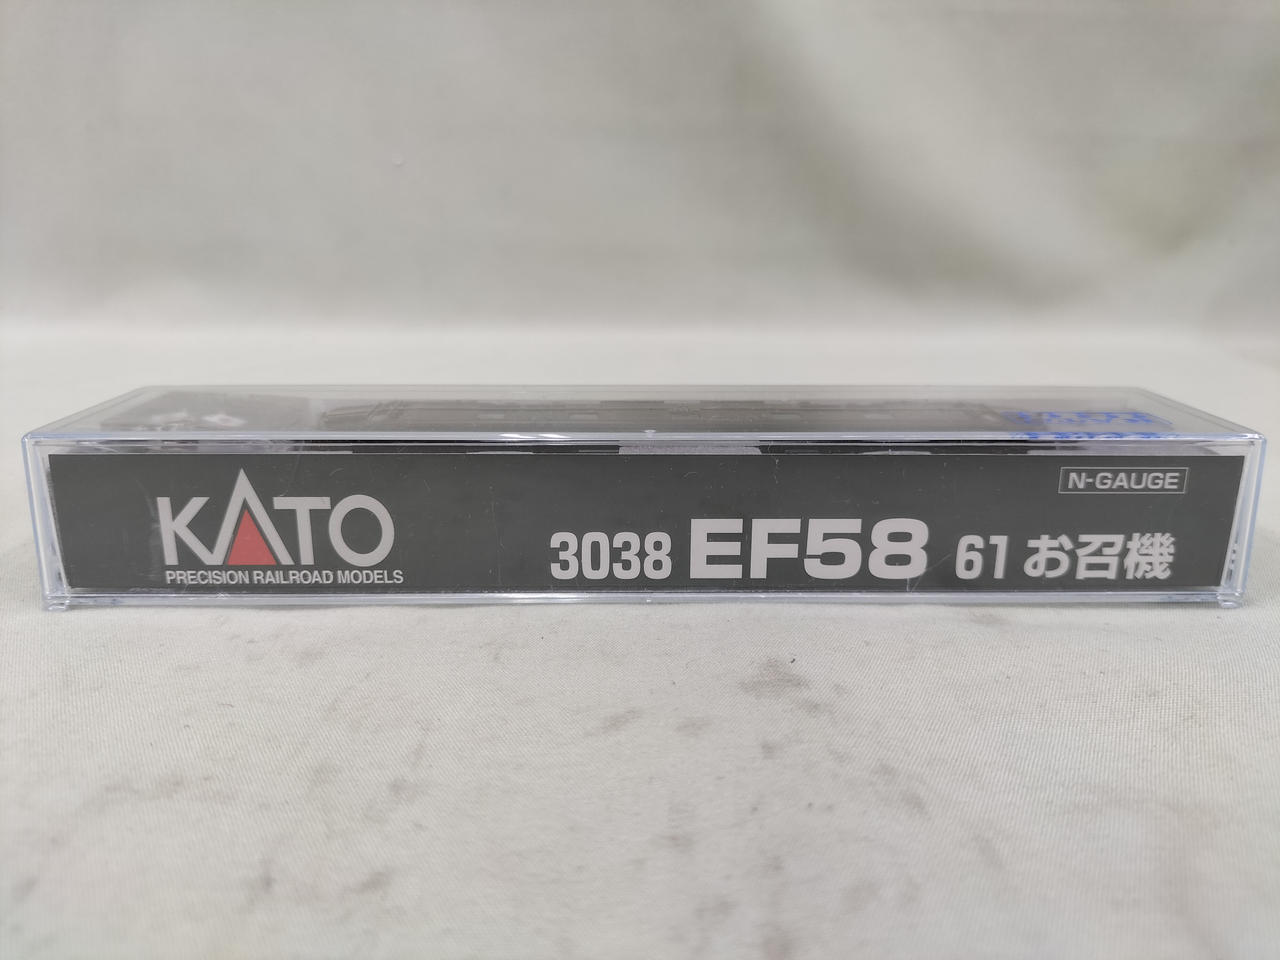 KATO
PRECISION RAILROAD MODELS
N-GAUGE
3038 EF58 61 お召機